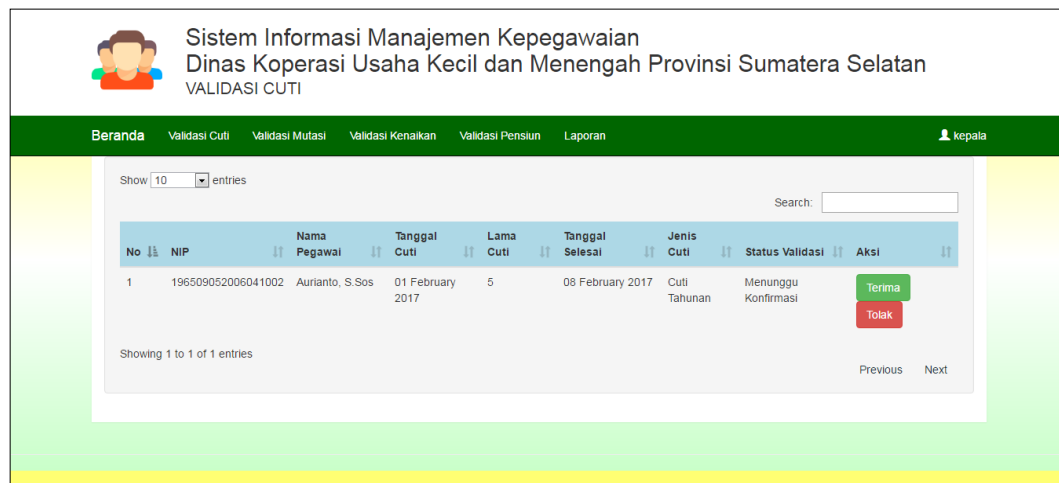 Sistem Informasi Manajemen Kepegawaian
Dinas Koperasi Usaha Kecil dan Menengah Provinsi Sumatera Selatan
VALIDASI CUTI
Beranda Validasi Cuti Validasi Mutasi Validasi Kenaikan Validasi Pensiun Laporan kepala
Show 10 entries
Search:
No NIP Nama Pegawai Tanggal Cuti Lama Cuti Tanggal Selesai Jenis Cuti Status Validasi Aksi
1 196509052006041002 Aurianto, S.Sos 01 February 2017 5 08 February 2017 Cuti Tahunan Menunggu Konfirmasi Terima
Tolak
Showing 1 to 1 of 1 entries
Previous Next